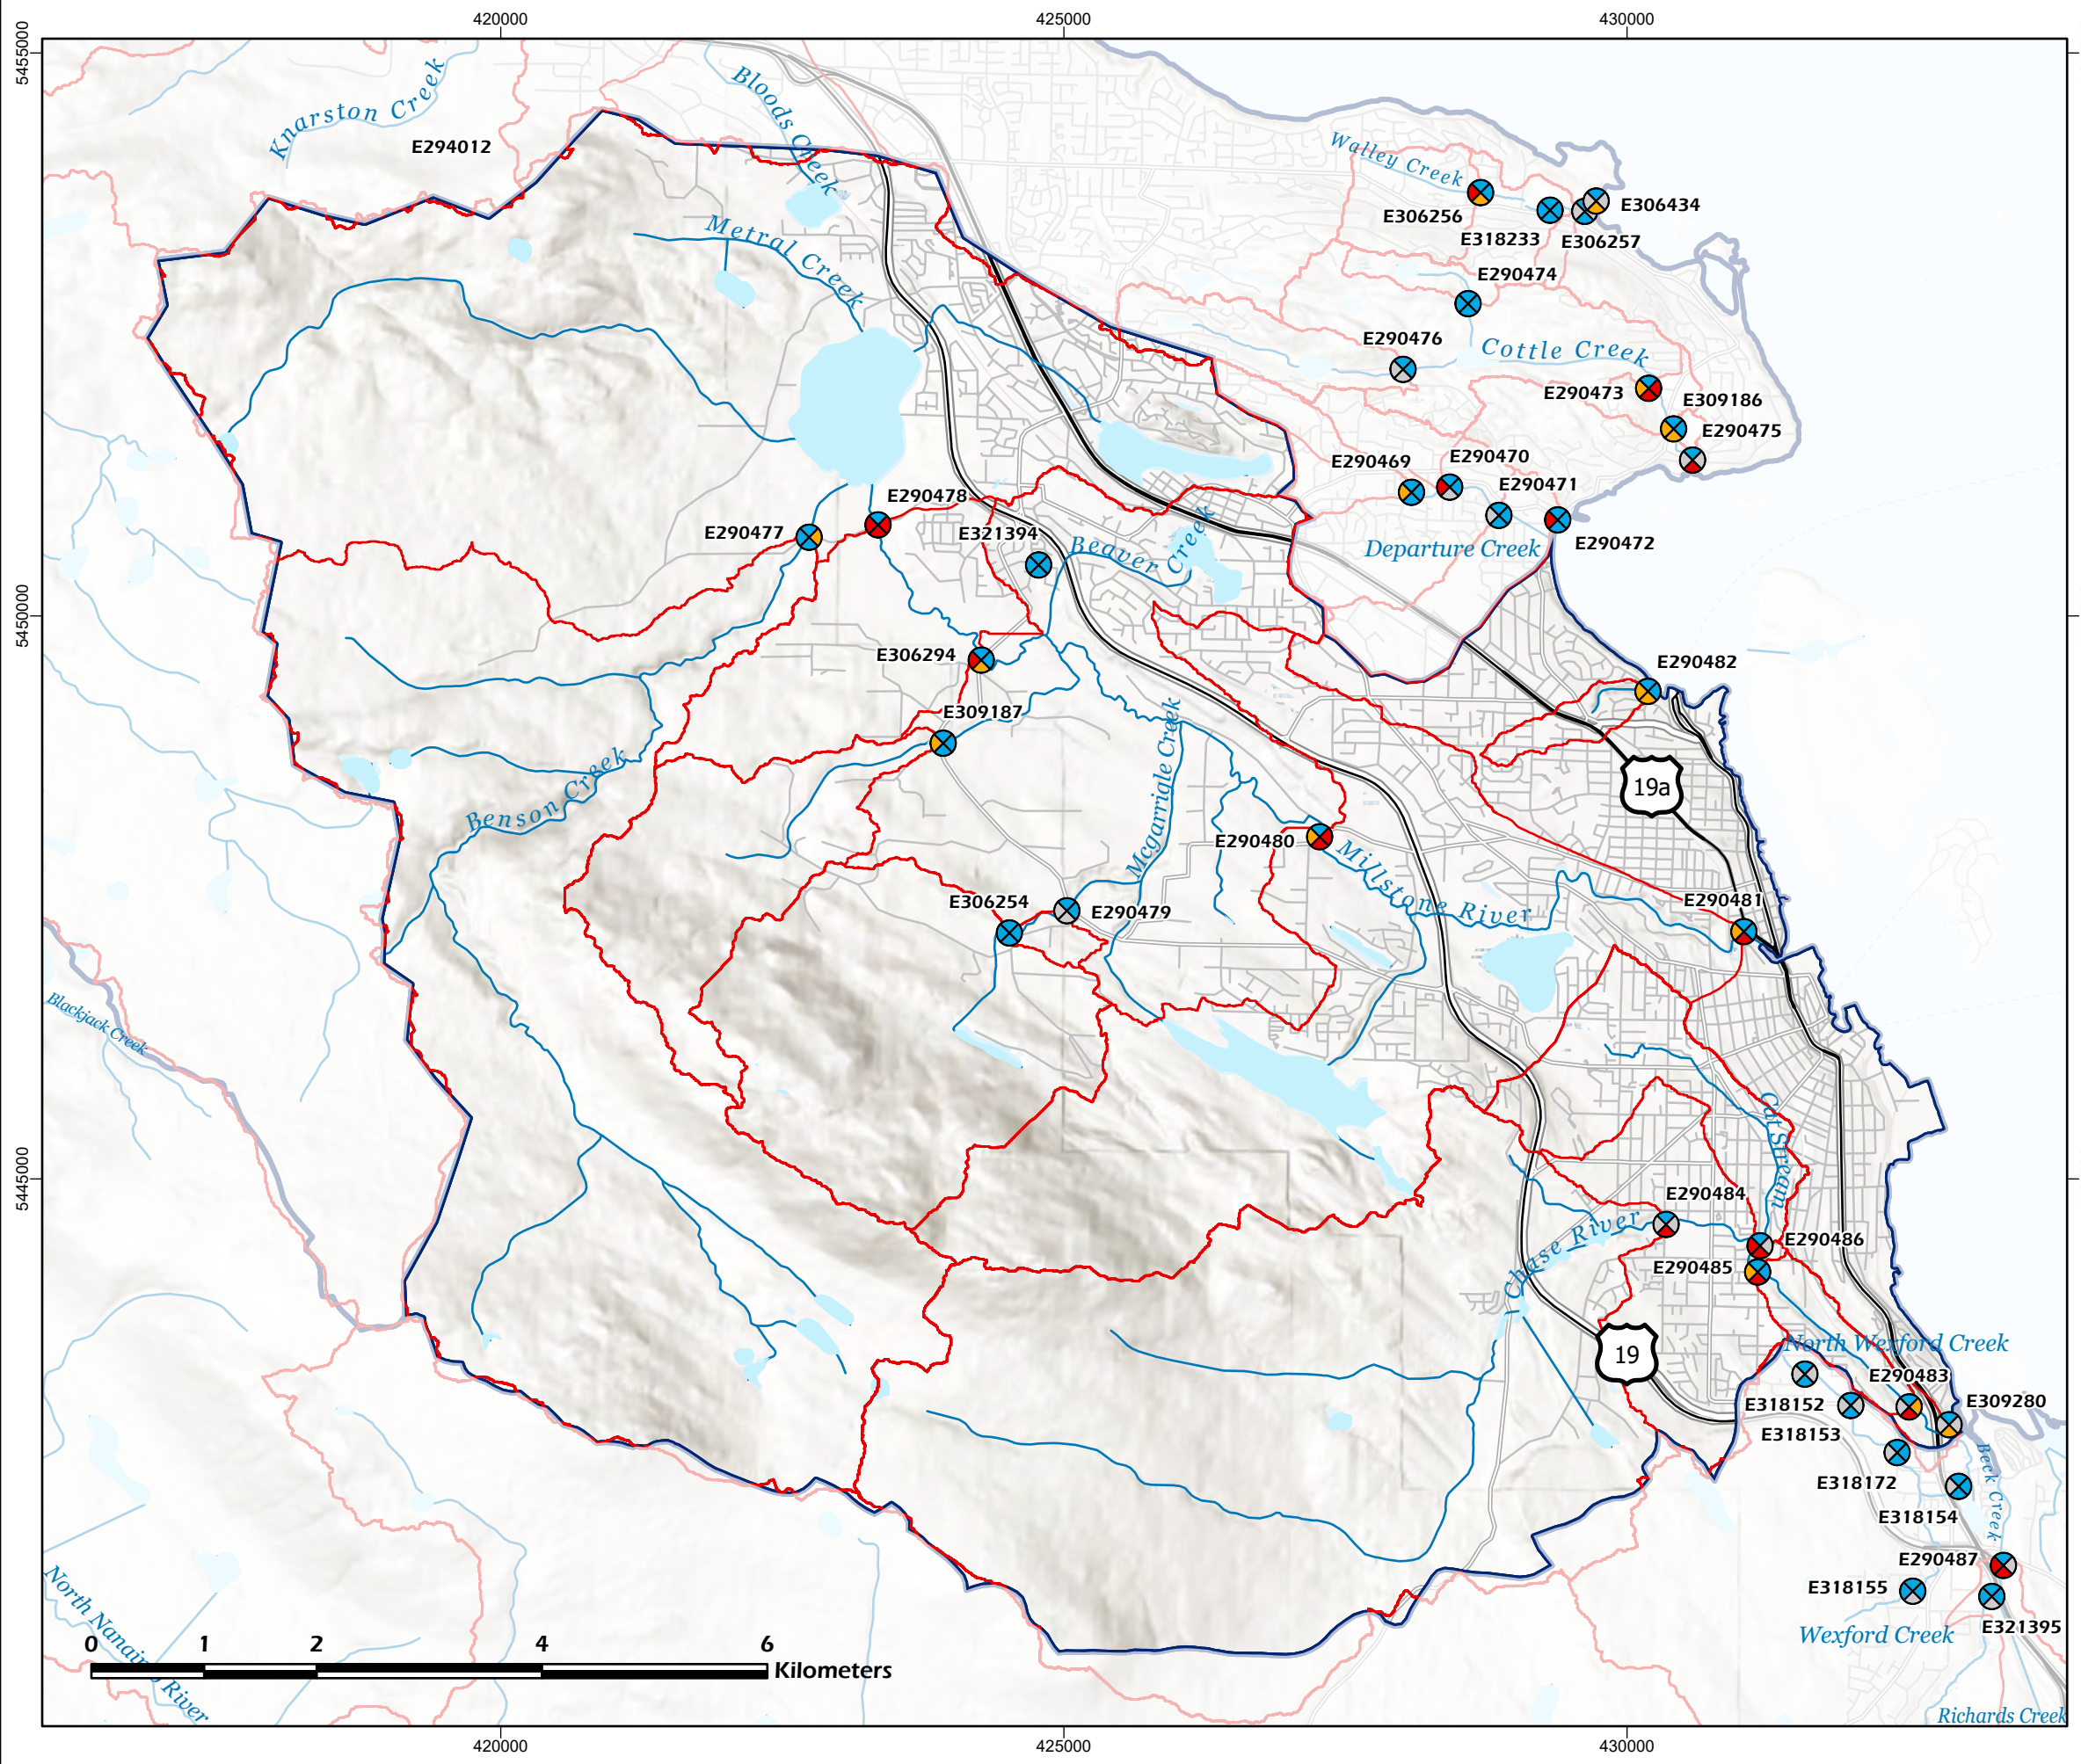 420000
425000
430000
5455000
5450000
5445000
Knarston Creek
Bloods Creek
E294012
Walley Creek
E306434
E306256
E318233
E306257
Metral Creek
E290474
E290476
Cottle Creek
E290473
E309186
E290475
E290469
E290470
E290471
E290478
E290477
E321394
Beaver Creek
Departure Creek
E290472
E306294
E290482
E309187
Mcgarrigle Creek
Benson Creek
19a
E290480
Millstone River
E306254
E290479
E290481
Blackjack Creek
Cat Stream
E290484
Chase River
E290486
E290485
North Wexford Creek
19
E290483
E309280
E318152
E318153
Beck Creek
E318172
E318154
E290487
E318155
E321395
Wexford Creek
North Nanaimo River
0 1 2 4 6
Kilometers
Richards Creek
420000
425000
430000